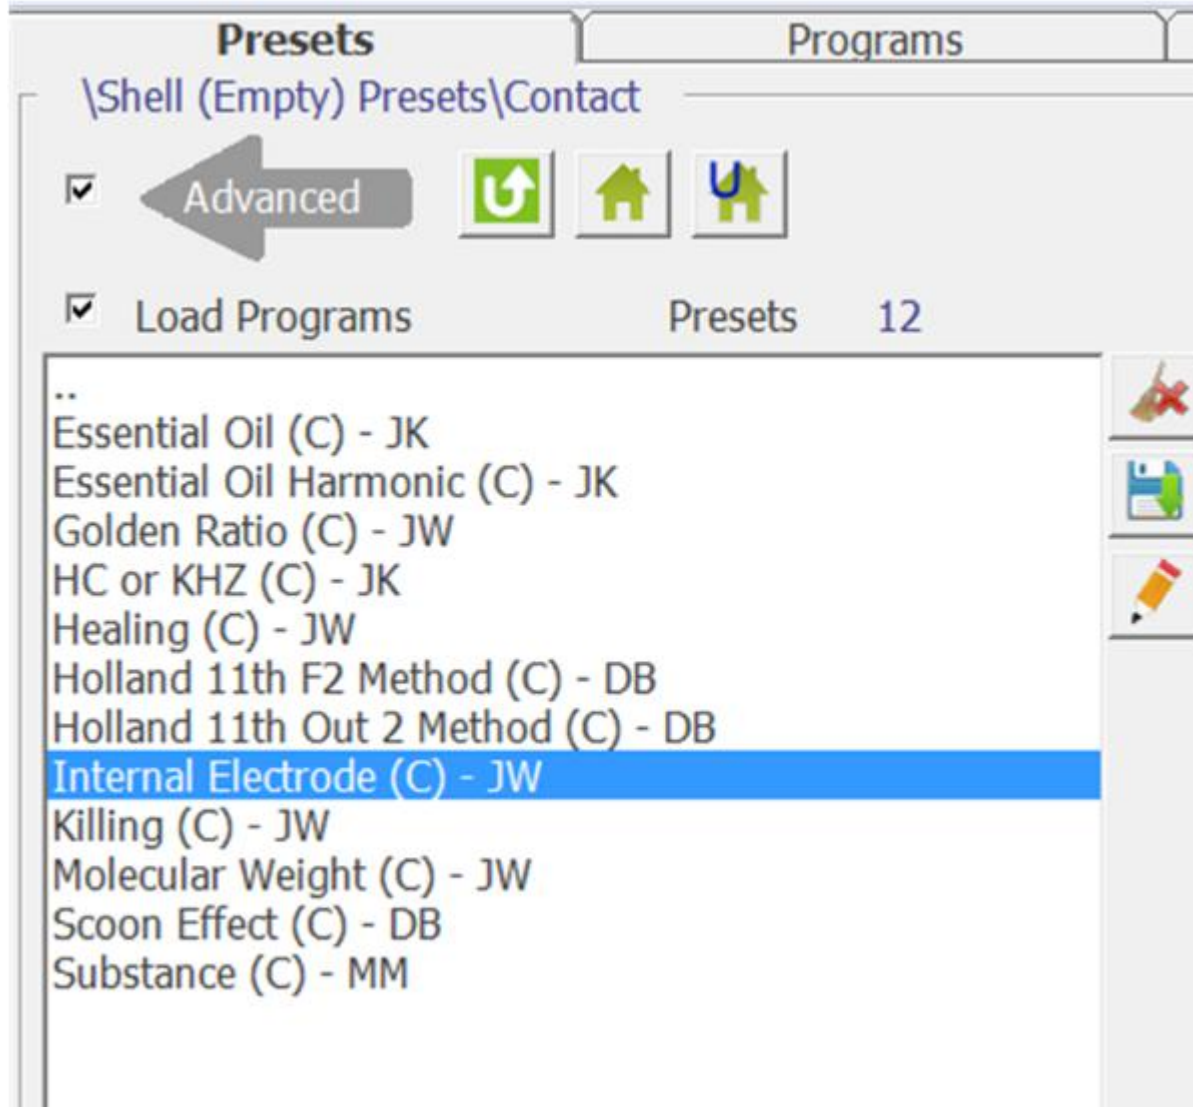 Presets Programs
\Shell (Empty) Presets\Contact
Advanced
Load Programs Presets 12
..
Essential Oil (C) - JK
Essential Oil Harmonic (C) - JK
Golden Ratio (C) - JW
HC or KHZ (C) - JK
Healing (C) - JW
Holland 11th F2 Method (C) - DB
Holland 11th Out 2 Method (C) - DB
Internal Electrode (C) - JW
Killing (C) - JW
Molecular Weight (C) - JW
Scoon Effect (C) - DB
Substance (C) - MM